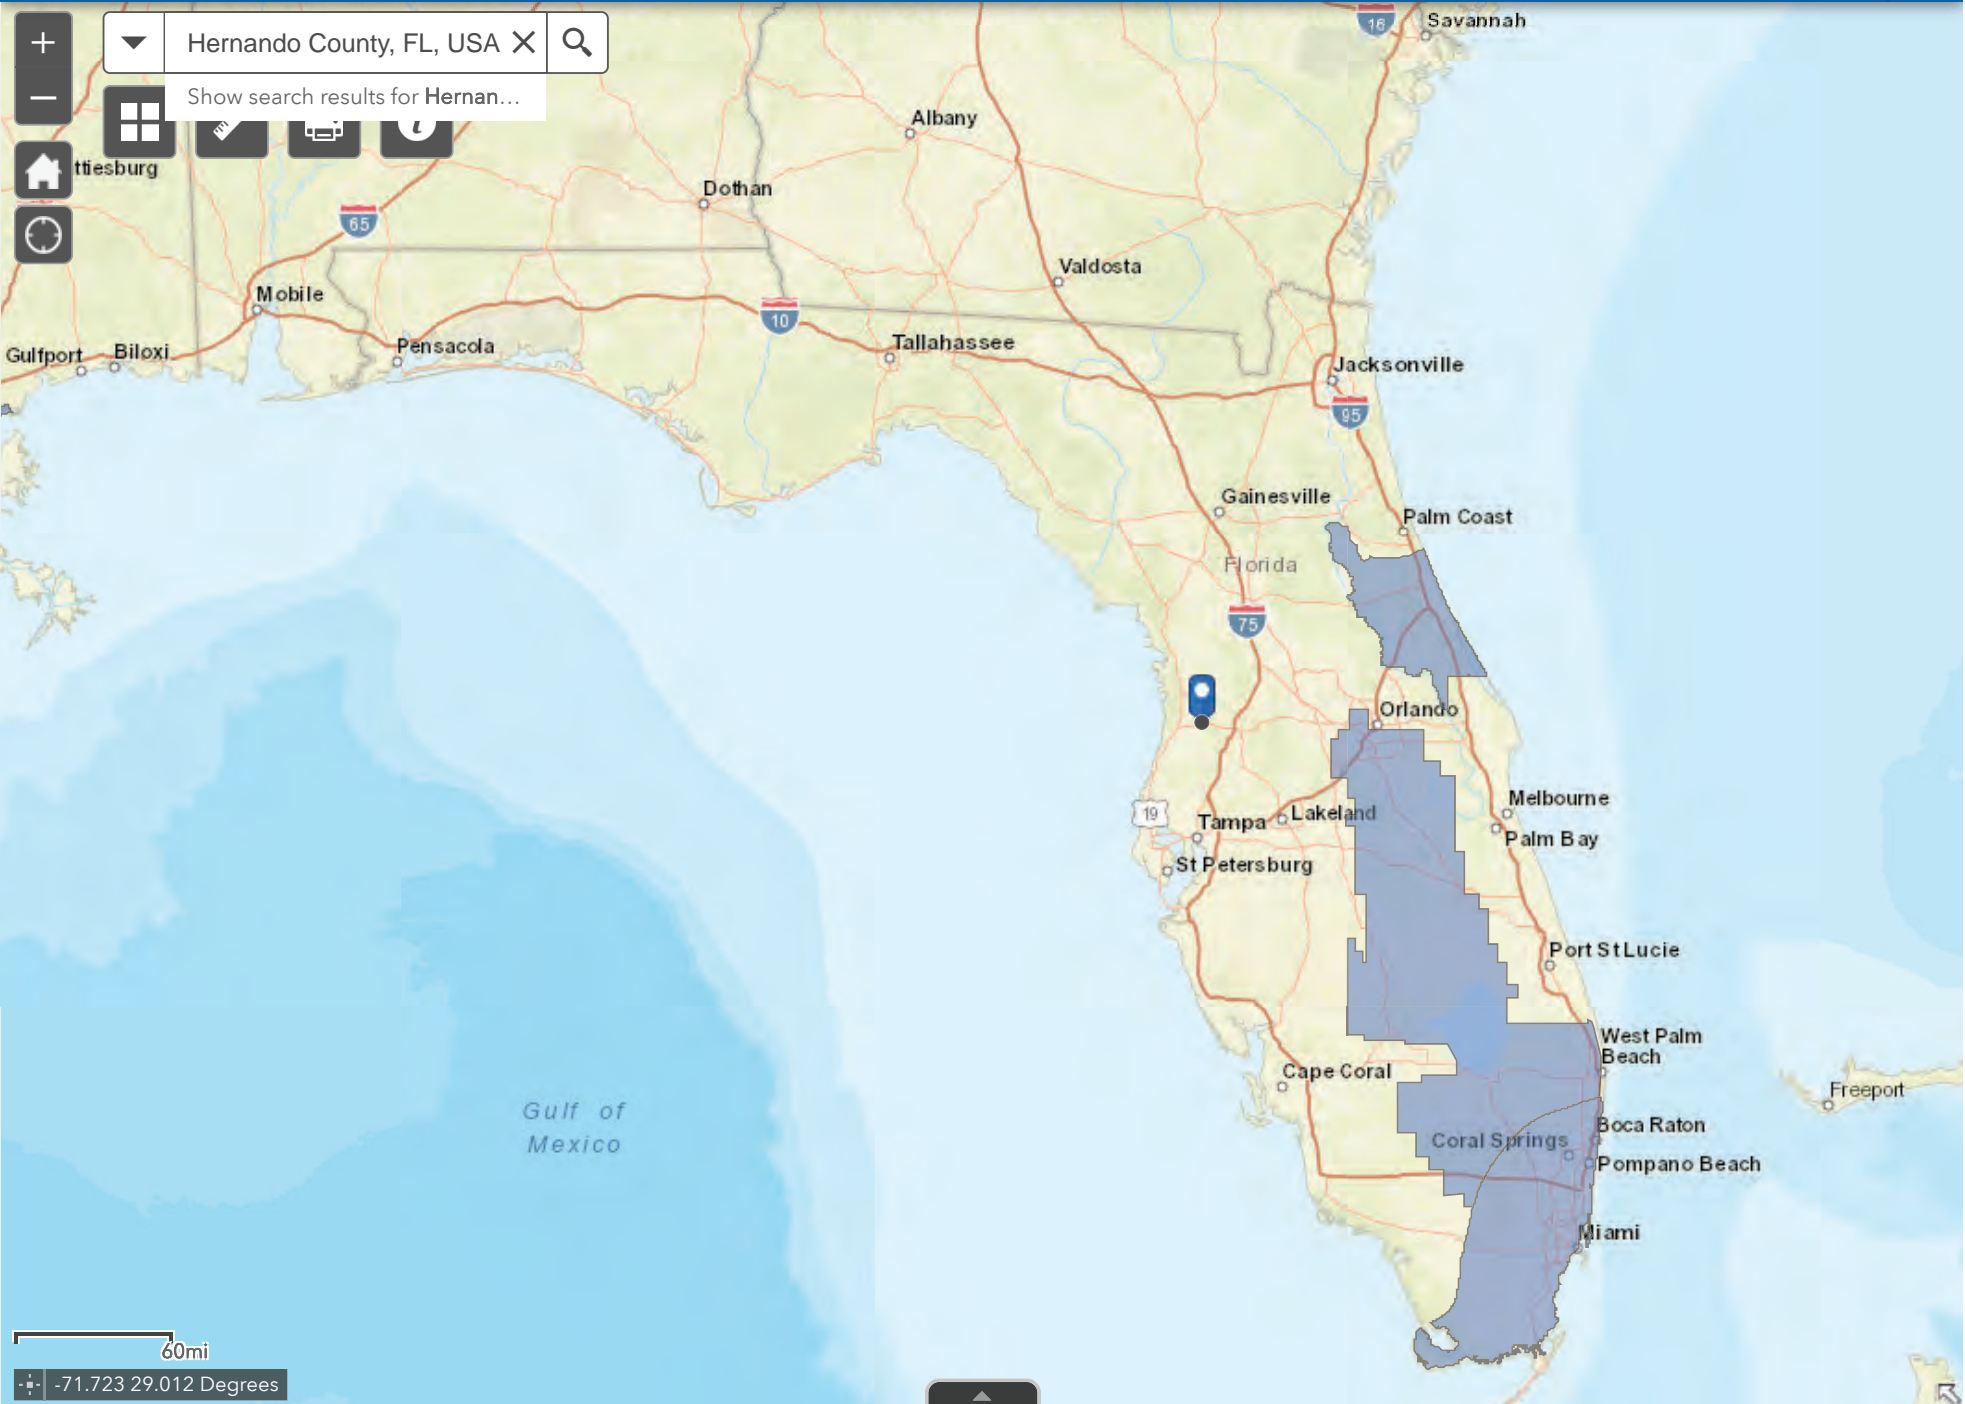 +
Hernando County, FL, USA
Show search results for Hernan…
−
i
16
Savannah
Albany
ttiesburg
Dothan
65
Valdosta
Mobile
10
Tallahassee
Pensacola
Gulfport
Biloxi
Jacksonville
95
Gainesville
Palm Coast
Florida
75
Orlando
Melbourne
19
Tampa
Lakeland
Palm Bay
St Petersburg
Port St Lucie
West Palm
Beach
Cape Coral
Freeport
Gulf of
Mexico
Boca Raton
Coral Springs
Pompano Beach
Miami
60mi
-71.723 29.012 Degrees